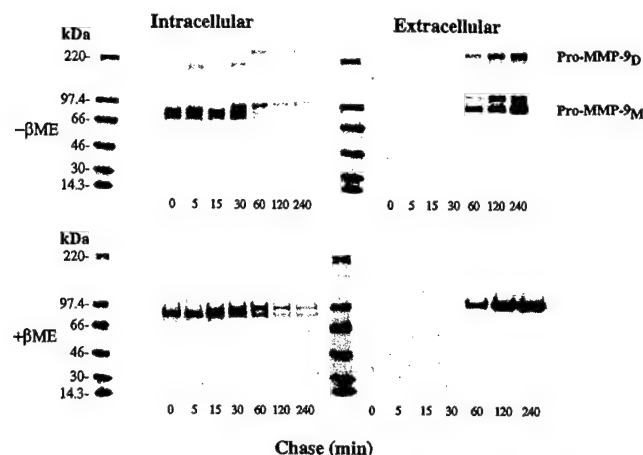 kDa
Intracellular
Extracellular
220-
Pro-MMP-9D
97.4-
66-
Pro-MMP-9M
−βME
46-
30-
14.3-
0 5 15 30 60 120 240
0 5 15 30 60 120 240
kDa
220-
97.4-
66-
+βME
46-
30-
14.3-
0 5 15 30 60 120 240
0 5 15 30 60 120 240
Chase (min)